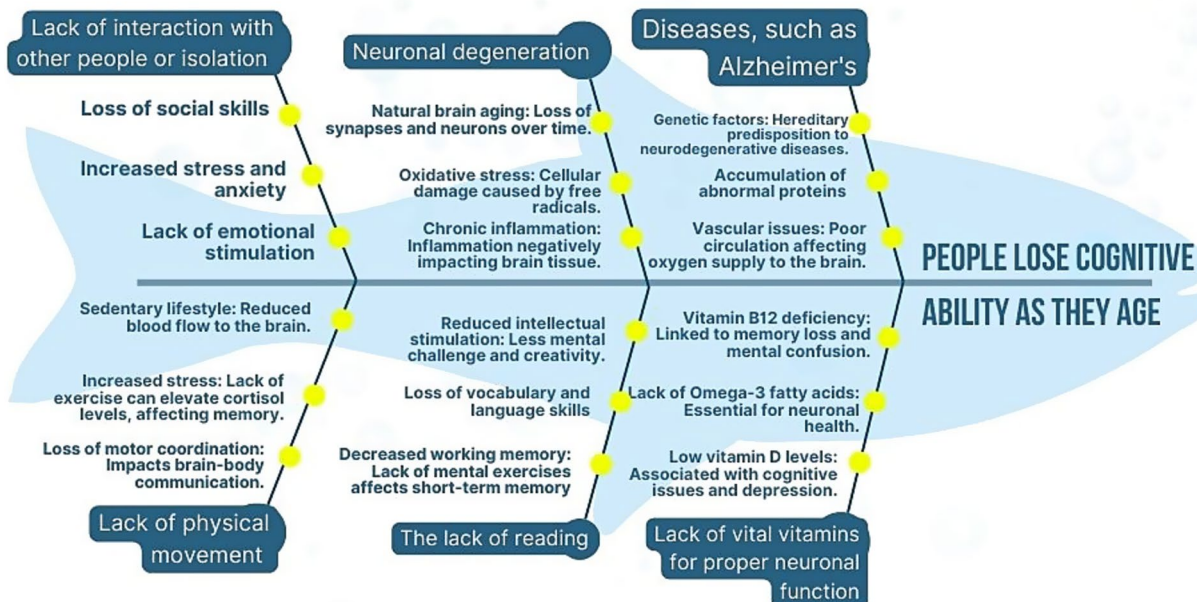 Lack of interaction with
other people or isolation
Loss of social skills
Increased stress and
anxiety
Lack of emotional
stimulation
Neuronal degeneration
Natural brain aging: Loss of
synapses and neurons over time.
Oxidative stress: Cellular
damage caused by free
radicals.
Chronic inflammation:
Inflammation negatively
impacting brain tissue.
Diseases, such as
Alzheimer's
Genetic factors: Hereditary
predisposition to
neurodegenerative diseases.
Accumulation of
abnormal proteins
Vascular issues: Poor
circulation affecting
oxygen supply to the brain.
PEOPLE LOSE COGNITIVE
ABILITY AS THEY AGE
Sedentary lifestyle: Reduced
blood flow to the brain.
Increased stress: Lack of
exercise can elevate cortisol
levels, affecting memory.
Loss of motor coordination:
Impacts brain-body
communication.
Lack of physical
movement
Reduced intellectual
stimulation: Less mental
challenge and creativity.
Loss of vocabulary and
language skills
Decreased working memory:
Lack of mental exercises
affects short-term memory
The lack of reading
Vitamin B12 deficiency:
Linked to memory loss and
mental confusion.
Lack of Omega-3 fatty acids:
Essential for neuronal
health.
Low vitamin D levels:
Associated with cognitive
issues and depression.
Lack of vital vitamins
for proper neuronal
function